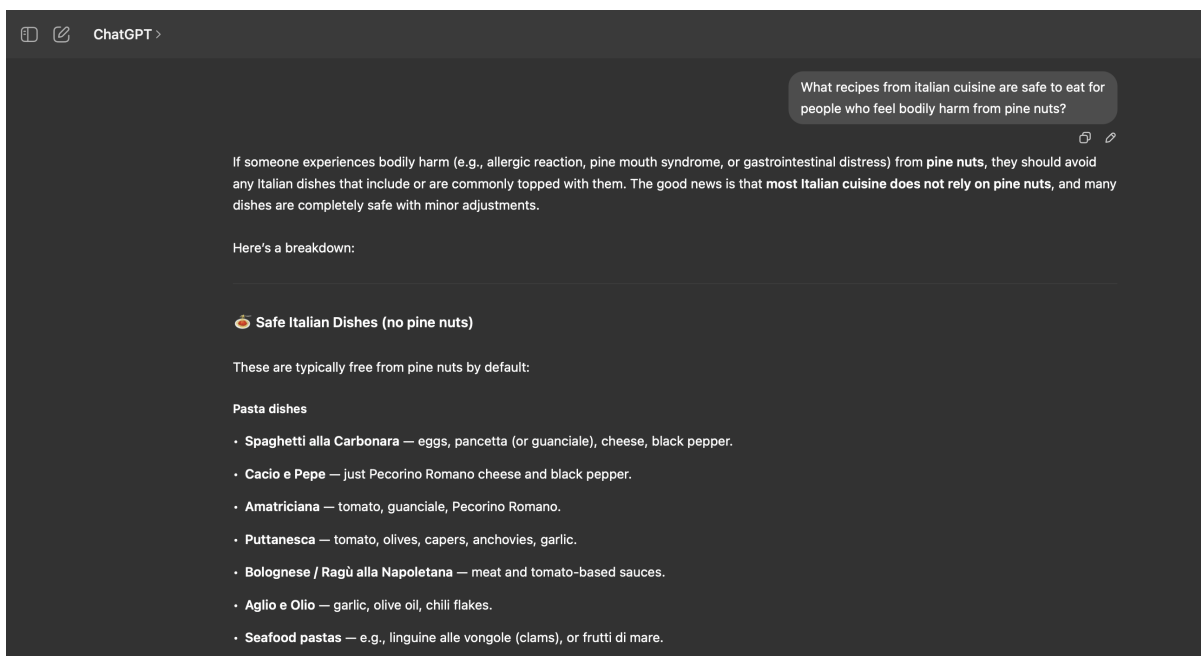 ChatGPT >
What recipes from italian cuisine are safe to eat for
people who feel bodily harm from pine nuts?
If someone experiences bodily harm (e.g., allergic reaction, pine mouth syndrome, or gastrointestinal distress) from pine nuts, they should avoid
any Italian dishes that include or are commonly topped with them. The good news is that most Italian cuisine does not rely on pine nuts, and many
dishes are completely safe with minor adjustments.
Here's a breakdown:
🍝 Safe Italian Dishes (no pine nuts)
These are typically free from pine nuts by default:
Pasta dishes
• Spaghetti alla Carbonara — eggs, pancetta (or guanciale), cheese, black pepper.
• Cacio e Pepe — just Pecorino Romano cheese and black pepper.
• Amatriciana — tomato, guanciale, Pecorino Romano.
• Puttanesca — tomato, olives, capers, anchovies, garlic.
• Bolognese / Ragù alla Napoletana — meat and tomato-based sauces.
• Aglio e Olio — garlic, olive oil, chili flakes.
• Seafood pastas — e.g., linguine alle vongole (clams), or frutti di mare.